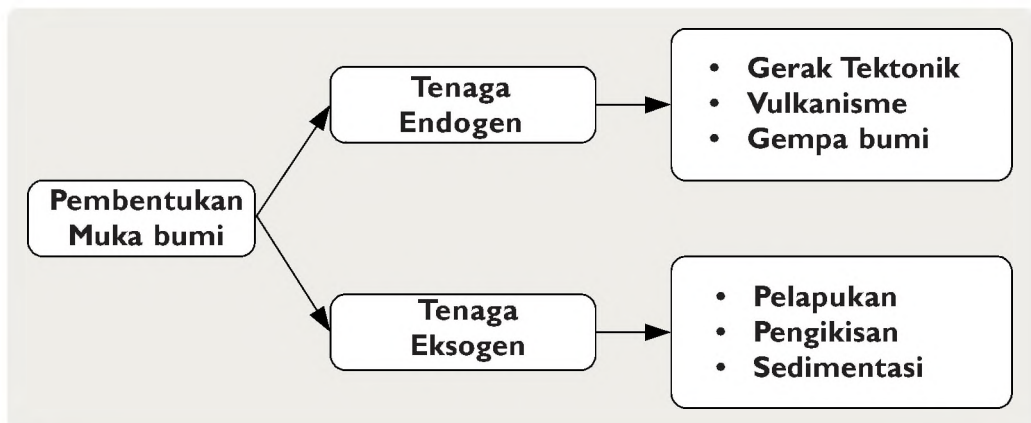 Pembentukan
Muka bumi
Tenaga
Endogen
• Gerak Tektonik
• Vulkanisme
• Gempa bumi
Tenaga
Eksogen
• Pelapukan
• Pengikisan
• Sedimentasi